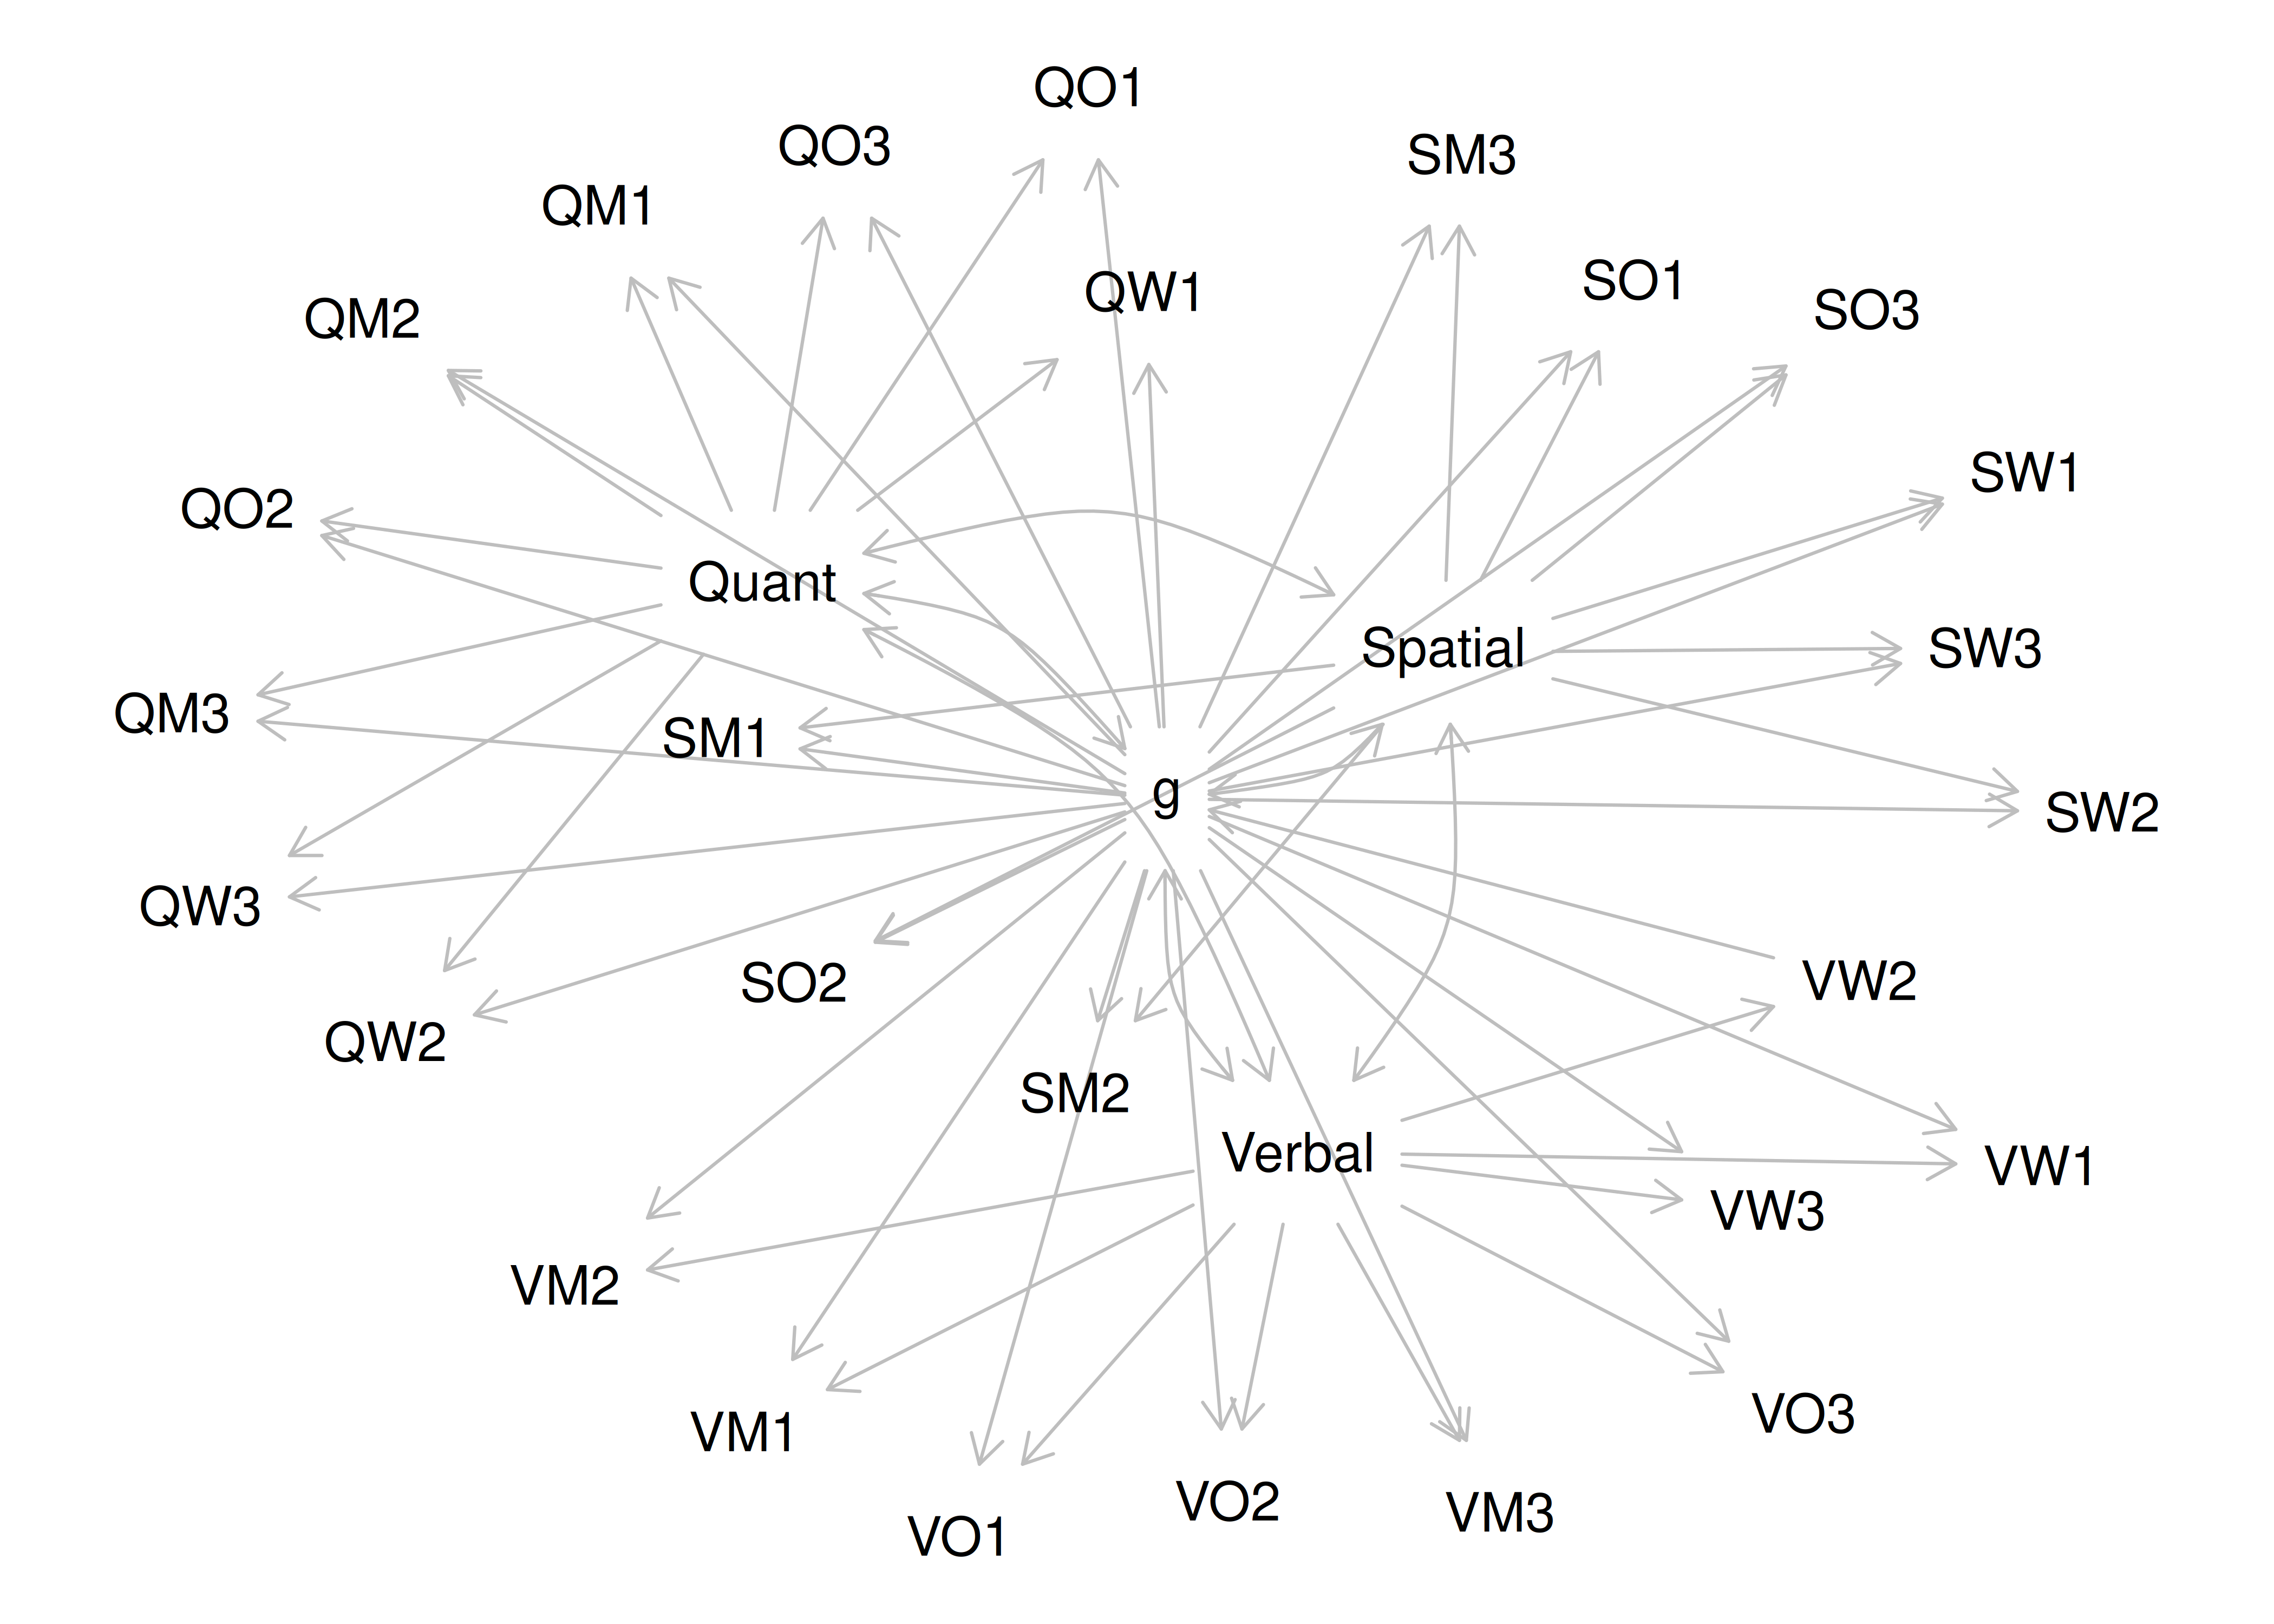 QO1
QO3
SM3
QM1
SO1
QW1
SO3
QM2
SW1
QO2
Quant
Spatial
SW3
QM3
SM1
g
SW2
QW3
VW2
SO2
QW2
SM2
Verbal
VW1
VW3
VM2
VO3
VM1
VO2
VM3
VO1